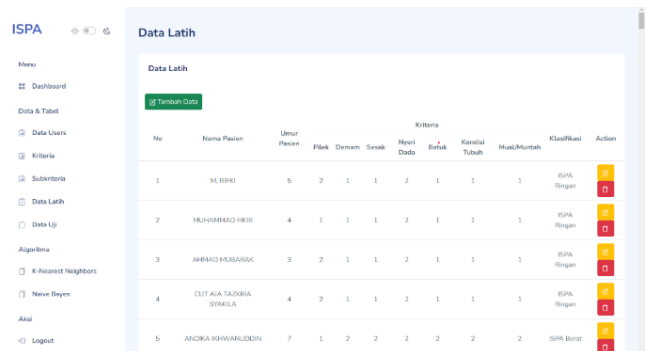 ISPA
Menu
Dashboard
Data & Tabel
Data Users
Kriteria
Subkriteria
Data Latih
Data Uji
Algoritma
K-Nearest Neighbors
Naive Bayes
Aksi
Logout
Data Latih
Data Latih
Tambah Data
No Nama Pasien Umur Pasien Kriteria Klasifikasi Action
Pilek Demam Sesak Nyeri Dada Batuk Kondisi Tubuh Mual/Muntah
1 M. RIFKI 5 2 1 1 2 1 1 1 ISPA Ringan
2 MUHAMMAD FIKRI 4 1 1 1 2 1 1 1 ISPA Ringan
3 AHMAD MUBARAK 3 2 1 1 2 1 1 1 ISPA Ringan
4 CUT AJA TAZKIRA SYAKILA 4 2 1 1 2 1 1 1 ISPA Ringan
5 ANDIKA IKHWANUDDIN 7 1 2 2 2 2 2 2 ISPA Berat